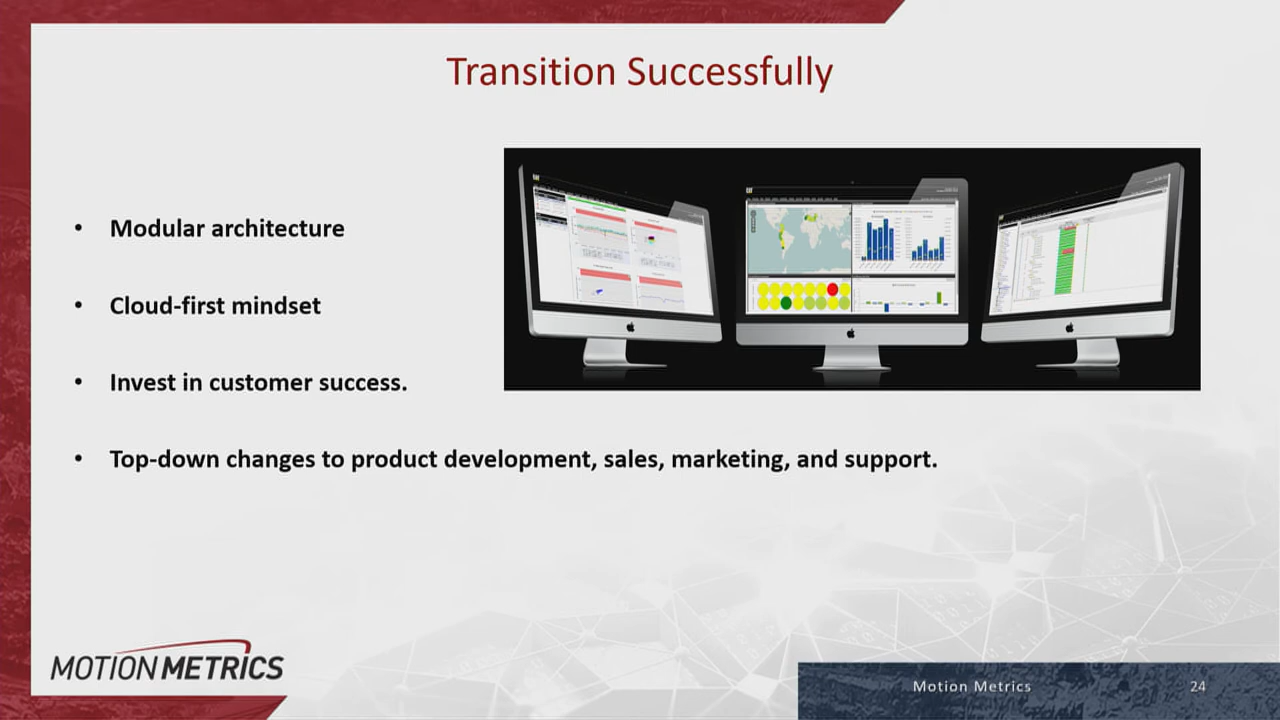 Transition Successfully
• Modular architecture
• Cloud-first mindset
• Invest in customer success.
• Top-down changes to product development, sales, marketing, and support.
MOTION METRICS
Motion Metrics
24